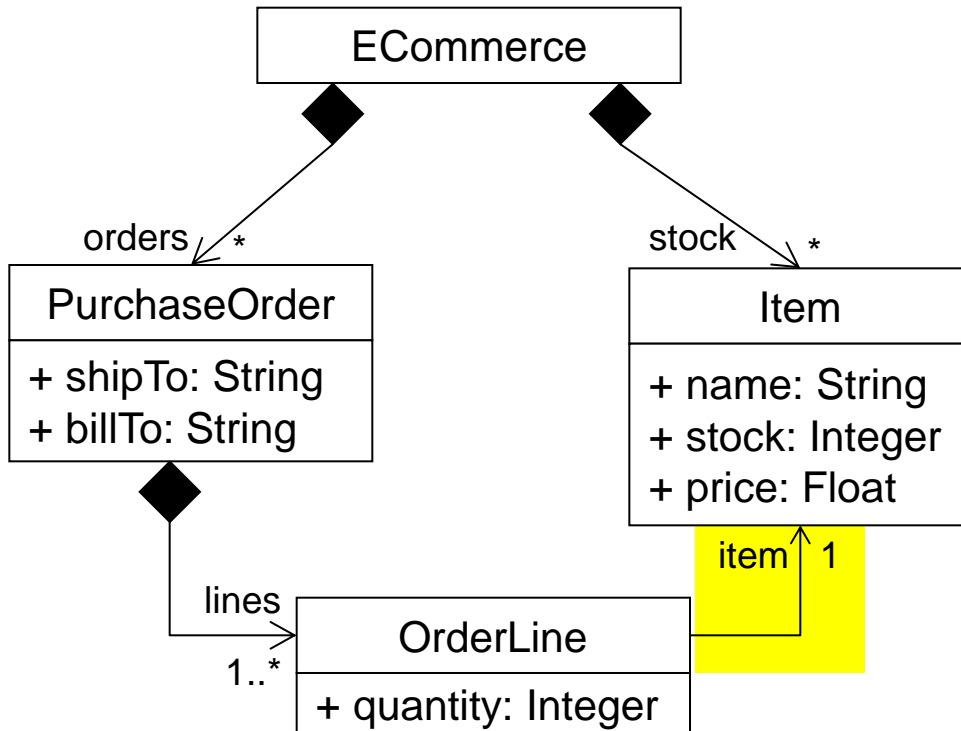 ECommerce
orders *
stock *
PurchaseOrder
+ shipTo: String
+ billTo: String
Item
+ name: String
+ stock: Integer
+ price: Float
item 1
lines
1..*
OrderLine
+ quantity: Integer